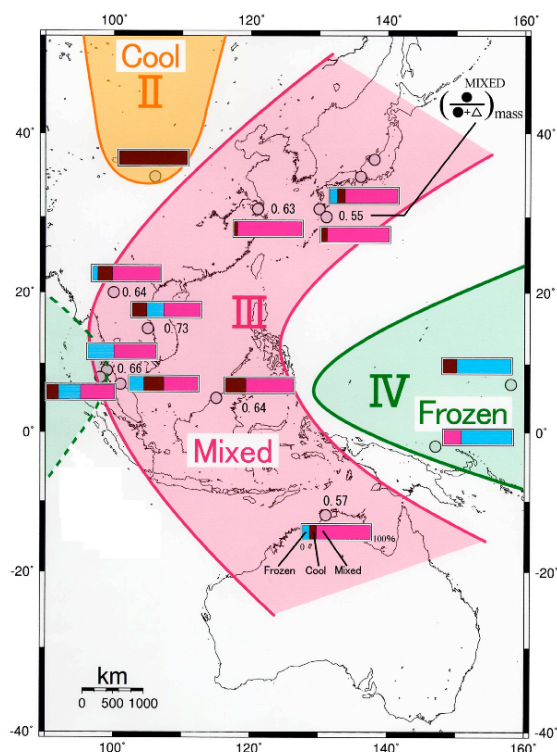 100° 120° 140° 160°
Cool
II
MIXED
(●/●+△)mass
40° 40°
0. 63
0. 55
0. 64
20° III 20°
0. 73
0. 66
IV
Frozen
0. 64
0° Mixed 0°
0. 57
100%
0
Frozen Cool Mixed
-20° -20°
km
0 500 1000
-40° -40°
100° 120° 140° 160°